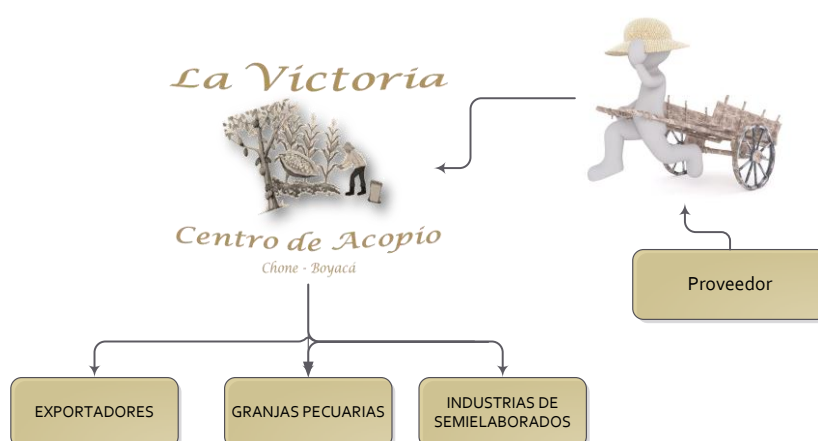 La Victoria
Centro de Acopio
Chone - Boyacá
Proveedor
EXPORTADORES
GRANJAS PECUARIAS
INDUSTRIAS DE
SEMIELABORADOS